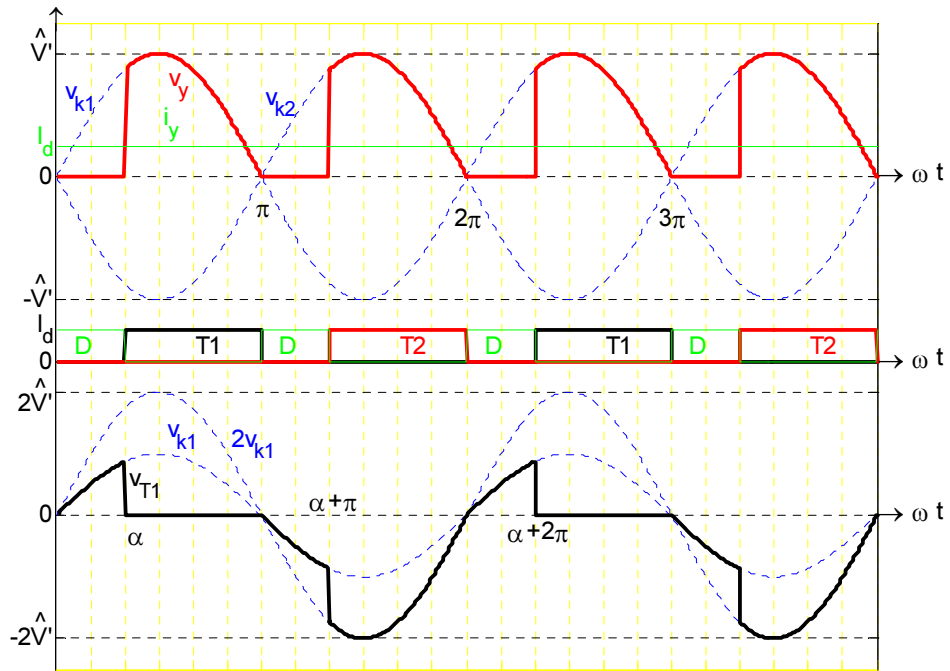 V̂'
v_k1 v_y v_k2
i_y
I_d
0 ω t
π 2π 3π
-V̂'
I_d
D T1 D T2 D T1 D T2
0 ω t
2V̂'
v_k1 2v_k1
v_T1
α+π
0 ω t
α α+2π
-2V̂'